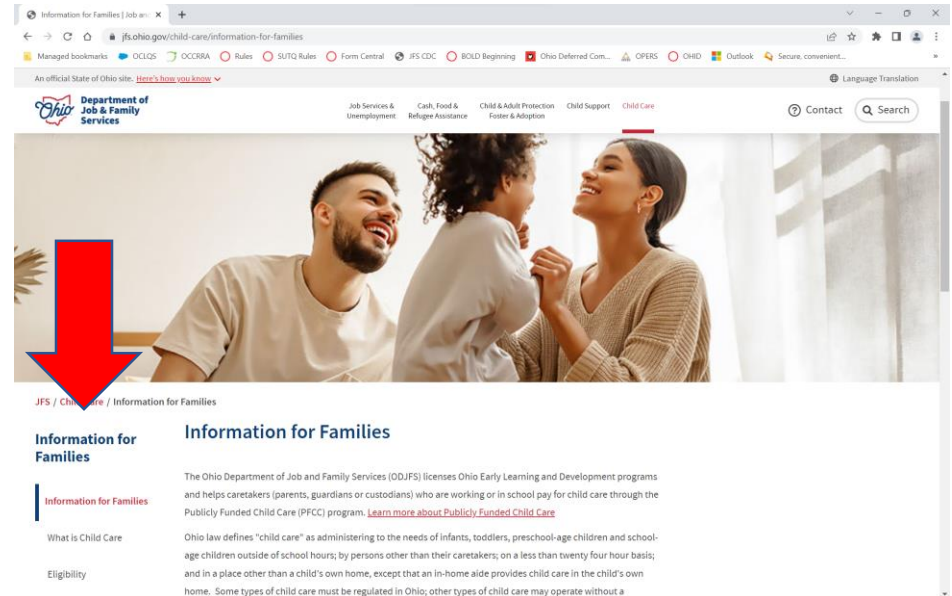 Information for Families | Job and
jfs.ohio.gov/child-care/information-for-families
Managed bookmarks OCLQS OCCRRA Rules SUTQ Rules Form Central JFS CDC BOLD Beginning Ohio Deferred Com... OPERS OHID Outlook Secure, convenient... »
An official State of Ohio site. Here's how you know
Language Translation
Ohio
Department of
Job & Family
Services
Job Services &
Unemployment
Cash, Food &
Refugee Assistance
Child & Adult Protection
Foster & Adoption
Child Support
Child Care
? Contact
Search
JFS / Child Care / Information for Families
Information for
Families
Information for Families
What is Child Care
Eligibility
Information for Families
The Ohio Department of Job and Family Services (ODJFS) licenses Ohio Early Learning and Development programs
and helps caretakers (parents, guardians or custodians) who are working or in school pay for child care through the
Publicly Funded Child Care (PFCC) program. Learn more about Publicly Funded Child Care
Ohio law defines "child care" as administering to the needs of infants, toddlers, preschool-age children and school-
age children outside of school hours; by persons other than their caretakers; on a less than twenty four hour basis;
and in a place other than a child's own home, except that an in-home aide provides child care in the child's own
home. Some types of child care must be regulated in Ohio; other types of child care may operate without a